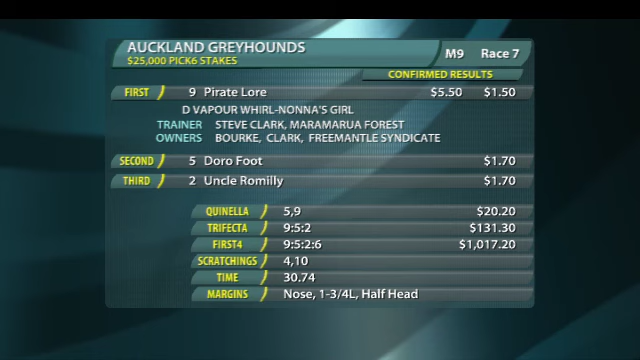 AUCKLAND GREYHOUNDS
$25,000 PICK6 STAKES
M9 Race 7
CONFIRMED RESULTS
FIRST 9 Pirate Lore $5.50 $1.50
D VAPOUR WHIRL-NONNA'S GIRL
TRAINER STEVE CLARK, MARAMARUA FOREST
OWNERS BOURKE, CLARK, FREEMANTLE SYNDICATE
SECOND 5 Doro Foot $1.70
THIRD 2 Uncle Romilly $1.70
QUINELLA 5,9 $20.20
TRIFECTA 9:5:2 $131.30
FIRST4 9:5:2:6 $1,017.20
SCRATCHINGS 4,10
TIME 30.74
MARGINS Nose, 1-3/4L, Half Head